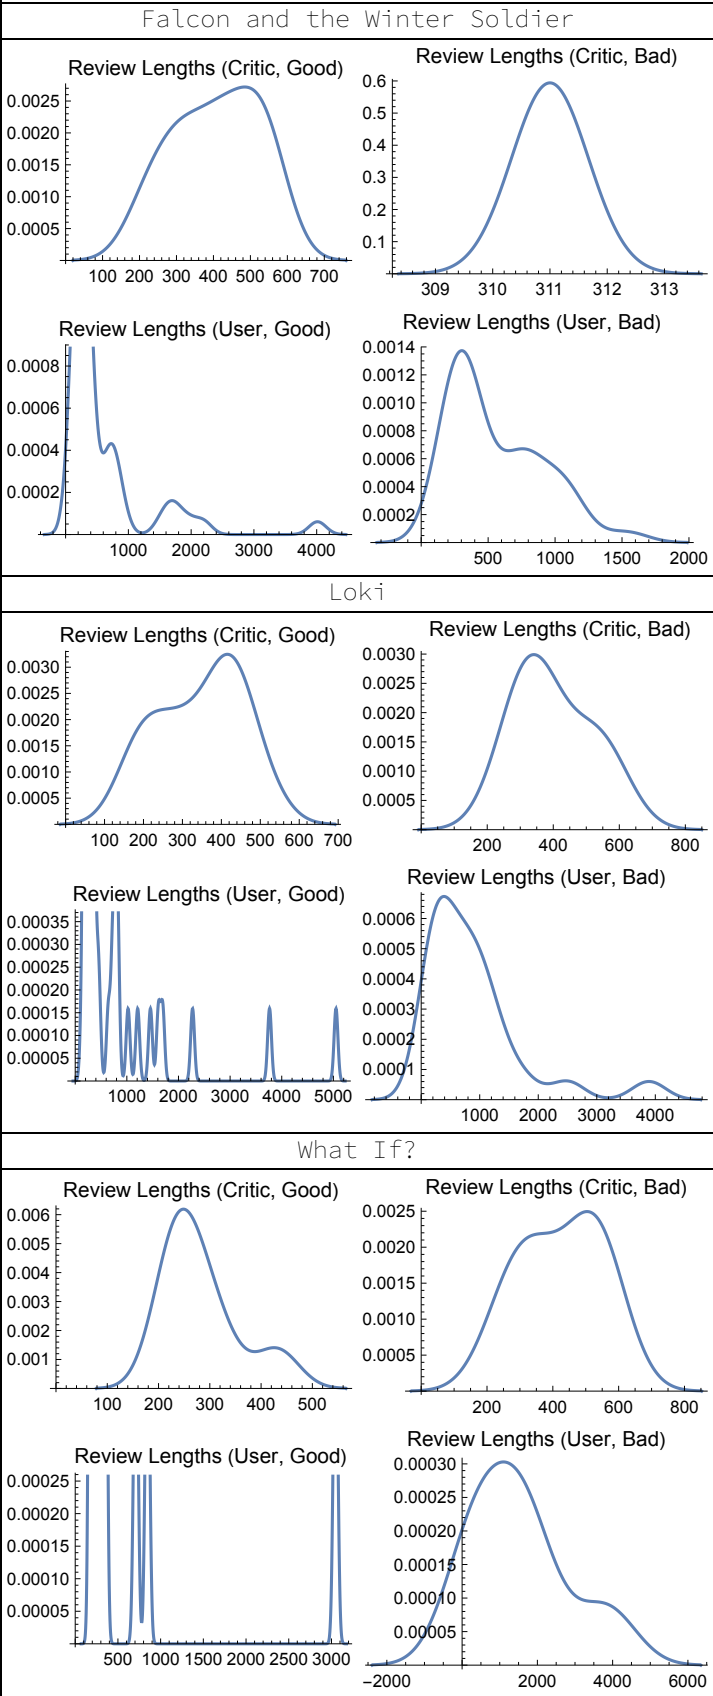 Falcon and the Winter Soldier
Review Lengths (Critic, Good)
0.0025
0.0020
0.0015
0.0010
0.0005
100 200 300 400 500 600 700
Review Lengths (Critic, Bad)
0.6
0.5
0.4
0.3
0.2
0.1
309 310 311 312 313
Review Lengths (User, Good)
0.0008
0.0006
0.0004
0.0002
1000 2000 3000 4000
Review Lengths (User, Bad)
0.0014
0.0012
0.0010
0.0008
0.0006
0.0004
0.0002
500 1000 1500 2000
Loki
Review Lengths (Critic, Good)
0.0030
0.0025
0.0020
0.0015
0.0010
0.0005
100 200 300 400 500 600 700
Review Lengths (Critic, Bad)
0.0030
0.0025
0.0020
0.0015
0.0010
0.0005
200 400 600 800
Review Lengths (User, Good)
0.00035
0.00030
0.00025
0.00020
0.00015
0.00010
0.00005
1000 2000 3000 4000 5000
Review Lengths (User, Bad)
0.0006
0.0005
0.0004
0.0003
0.0002
0.0001
1000 2000 3000 4000
What If?
Review Lengths (Critic, Good)
0.006
0.005
0.004
0.003
0.002
0.001
100 200 300 400 500
Review Lengths (Critic, Bad)
0.0025
0.0020
0.0015
0.0010
0.0005
200 400 600 800
Review Lengths (User, Good)
0.00025
0.00020
0.00015
0.00010
0.00005
500 1000 1500 2000 2500 3000
Review Lengths (User, Bad)
0.00030
0.00025
0.00020
0.00015
0.00010
0.00005
−2000 2000 4000 6000